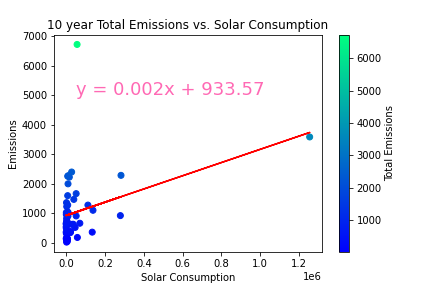 10 year Total Emissions vs. Solar Consumption
7000
6000
5000
4000
3000
2000
1000
0
Emissions
y = 0.002x + 933.57
0.0 0.2 0.4 0.6 0.8 1.0 1.2
1e6
Solar Consumption
6000
5000
4000
3000
2000
1000
Total Emissions